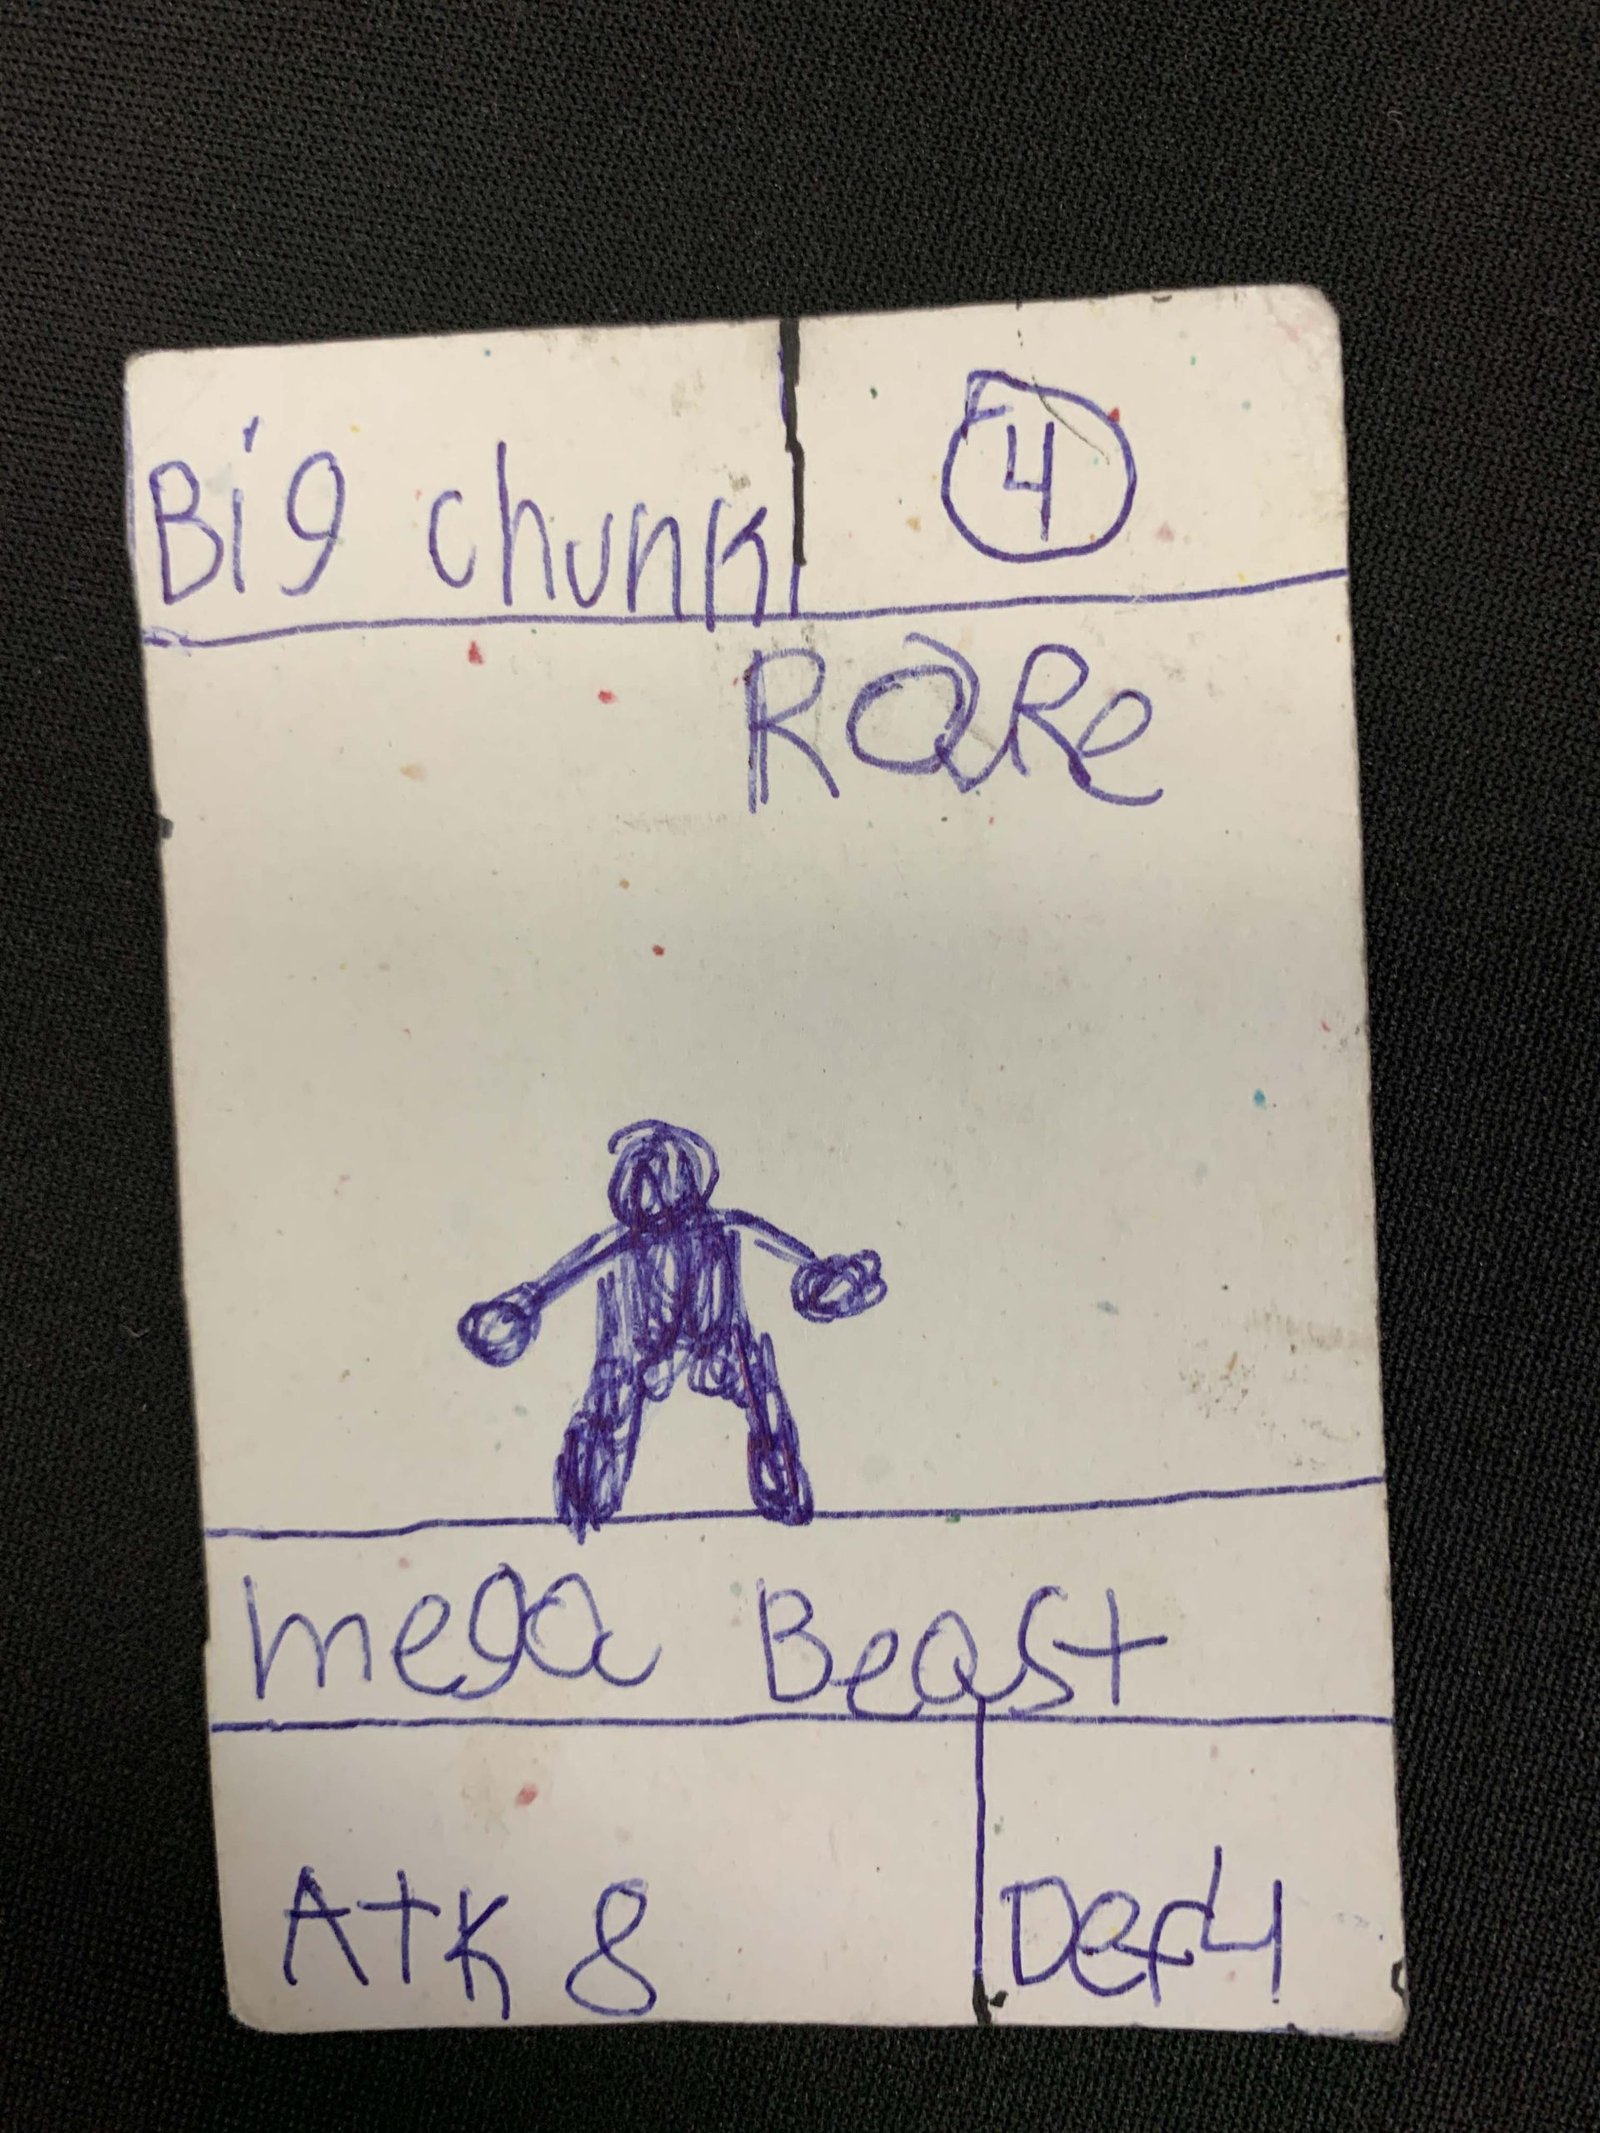 Big chunk
4
RaRe
mega Beast
Atk 8
Def 4